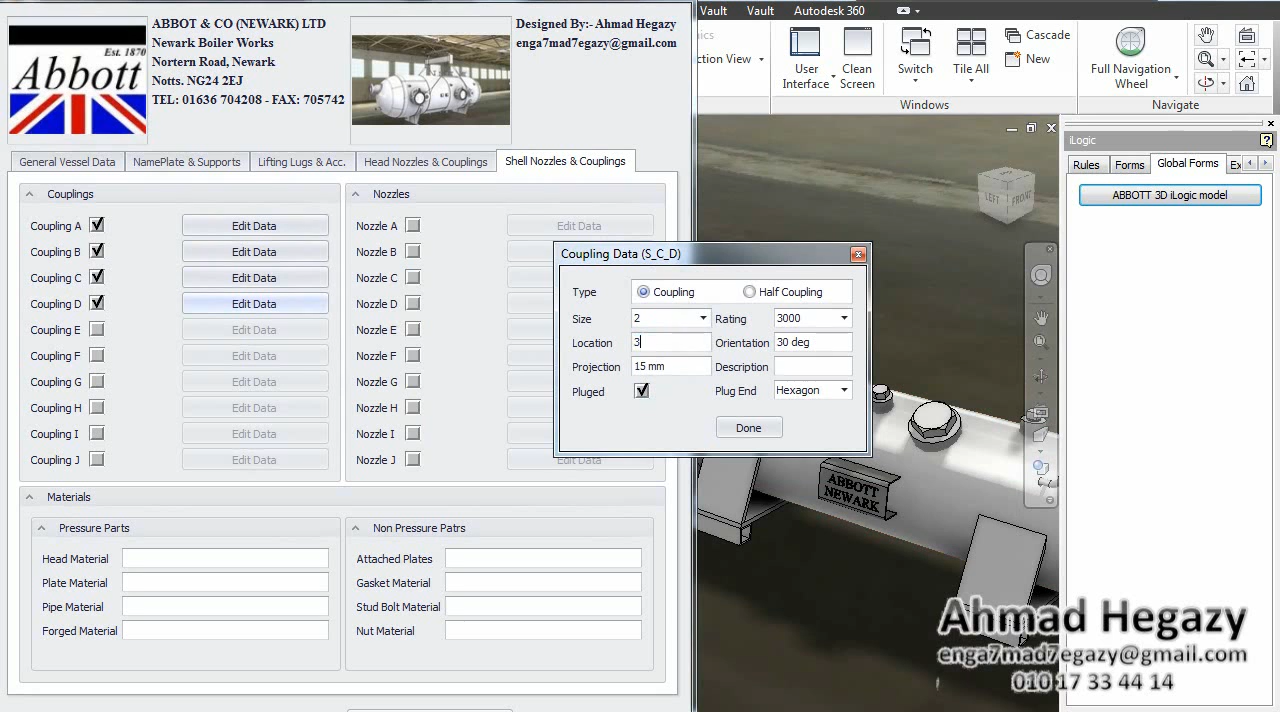 ABBOT & CO (NEWARK) LTD
Newark Boiler Works
Nortern Road, Newark
Notts. NG24 2EJ
TEL: 01636 704208 - FAX: 705742
Est. 1870
Abbott
Designed By:- Ahmad Hegazy
enga7mad7egazy@gmail.com
General Vessel Data
NamePlate & Supports
Lifting Lugs & Acc.
Head Nozzles & Couplings
Shell Nozzles & Couplings
Couplings
Coupling A Edit Data
Coupling B Edit Data
Coupling C Edit Data
Coupling D Edit Data
Coupling E Edit Data
Coupling F Edit Data
Coupling G Edit Data
Coupling H Edit Data
Coupling I Edit Data
Coupling J Edit Data
Nozzles
Nozzle A Edit Data
Nozzle B
Nozzle C
Nozzle D
Nozzle E
Nozzle F
Nozzle G
Nozzle H
Nozzle I
Nozzle J Edit Data
Materials
Pressure Parts
Head Material
Plate Material
Pipe Material
Forged Material
Non Pressure Patrs
Attached Plates
Gasket Material
Stud Bolt Material
Nut Material
Coupling Data (S_C_D)
Type Coupling Half Coupling
Size 2 Rating 3000
Location 3 Orientation 30 deg
Projection 15 mm Description
Pluged Plug End Hexagon
Done
Vault Vault Autodesk 360
ction View
User Interface
Clean Screen
Switch
Tile All
Cascade
New
Windows
Full Navigation Wheel
Navigate
LEFT FRONT
ABBOTT
NEWARK
iLogic
Rules Forms Global Forms Ex
ABBOTT 3D iLogic model
Ahmad Hegazy
enga7mad7egazy@gmail.com
010 17 33 44 14